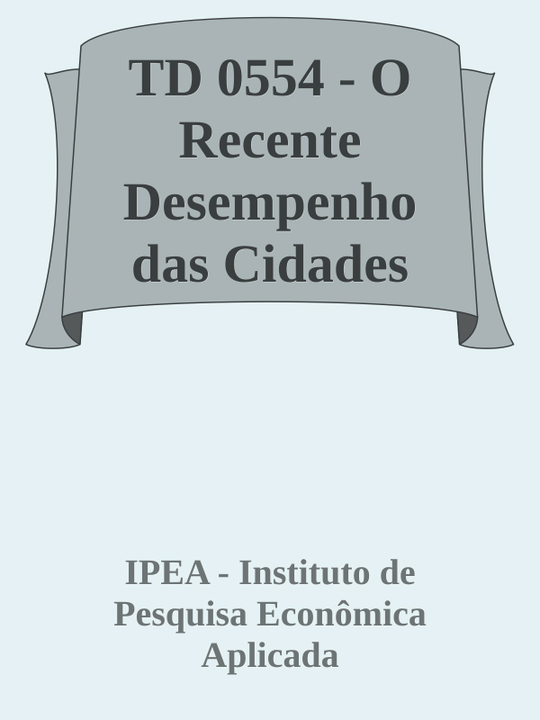 TD 0554 - O
Recente
Desempenho
das Cidades
IPEA - Instituto de
Pesquisa Econômica
Aplicada